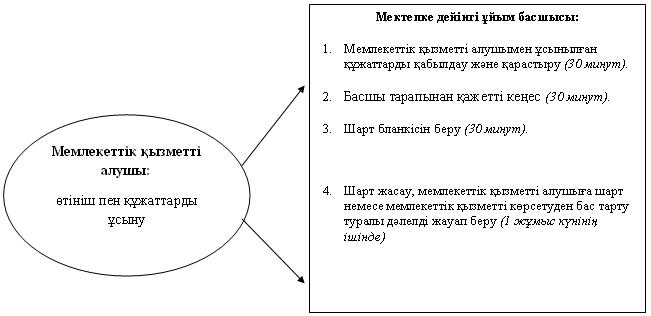 Мемлекеттік қызметті
алушы:
өтініш пен құжаттарды
ұсыну
Мектепке дейінгі ұйым басшысы:
1. Мемлекеттік қызметті алушымен ұсынылған
құжаттарды қабылдау және қарастыру (30 минут).
2. Басшы тарапынан қажетті кеңес (30 минут).
3. Шарт бланкісін беру (30 минут).
4. Шарт жасау, мемлекеттік қызметті алушыға шарт
немесе мемлекеттік қызметті көрсетуден бас тарту
туралы дәлелді жауап беру (1 жұмыс күнінің
ішінде)